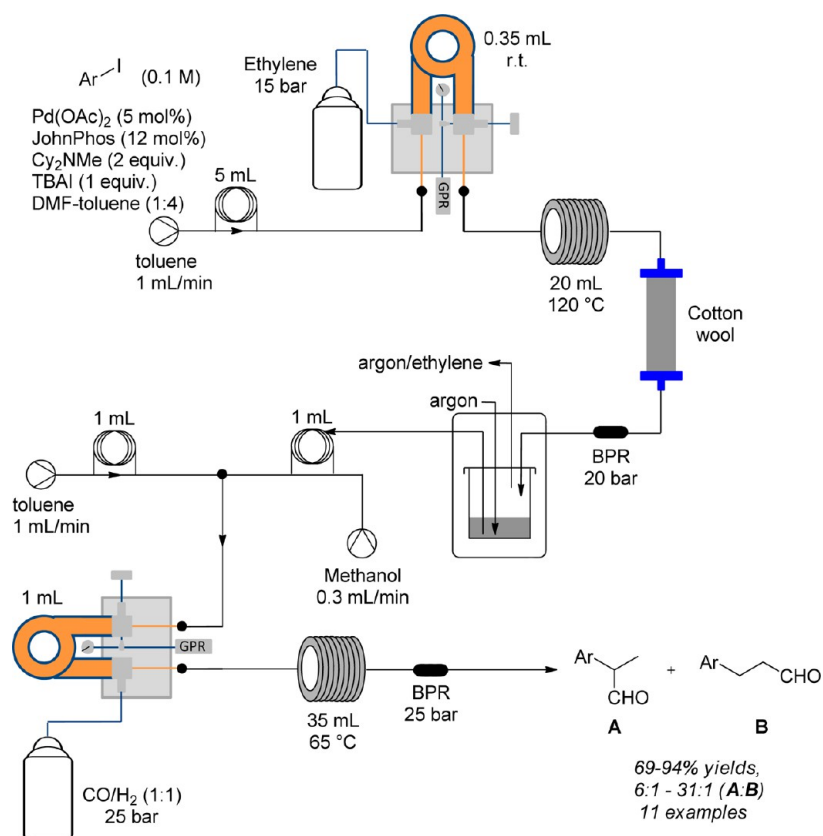 Ar
I
(0.1 M)
Pd(OAc)2 (5 mol%)
JohnPhos (12 mol%)
Cy2NMe (2 equiv.)
TBAI (1 equiv.)
DMF-toluene (1:4)
Ethylene
15 bar
0.35 mL
r.t.
GPR
5 mL
toluene
1 mL/min
20 mL
120 °C
Cotton
wool
argon/ethylene
argon
BPR
20 bar
1 mL
1 mL
toluene
1 mL/min
Methanol
0.3 mL/min
1 mL
GPR
CO/H2 (1:1)
25 bar
35 mL
65 °C
BPR
25 bar
Ar
CHO
A
+
Ar
CHO
B
69-94% yields,
6:1 - 31:1 (A:B)
11 examples